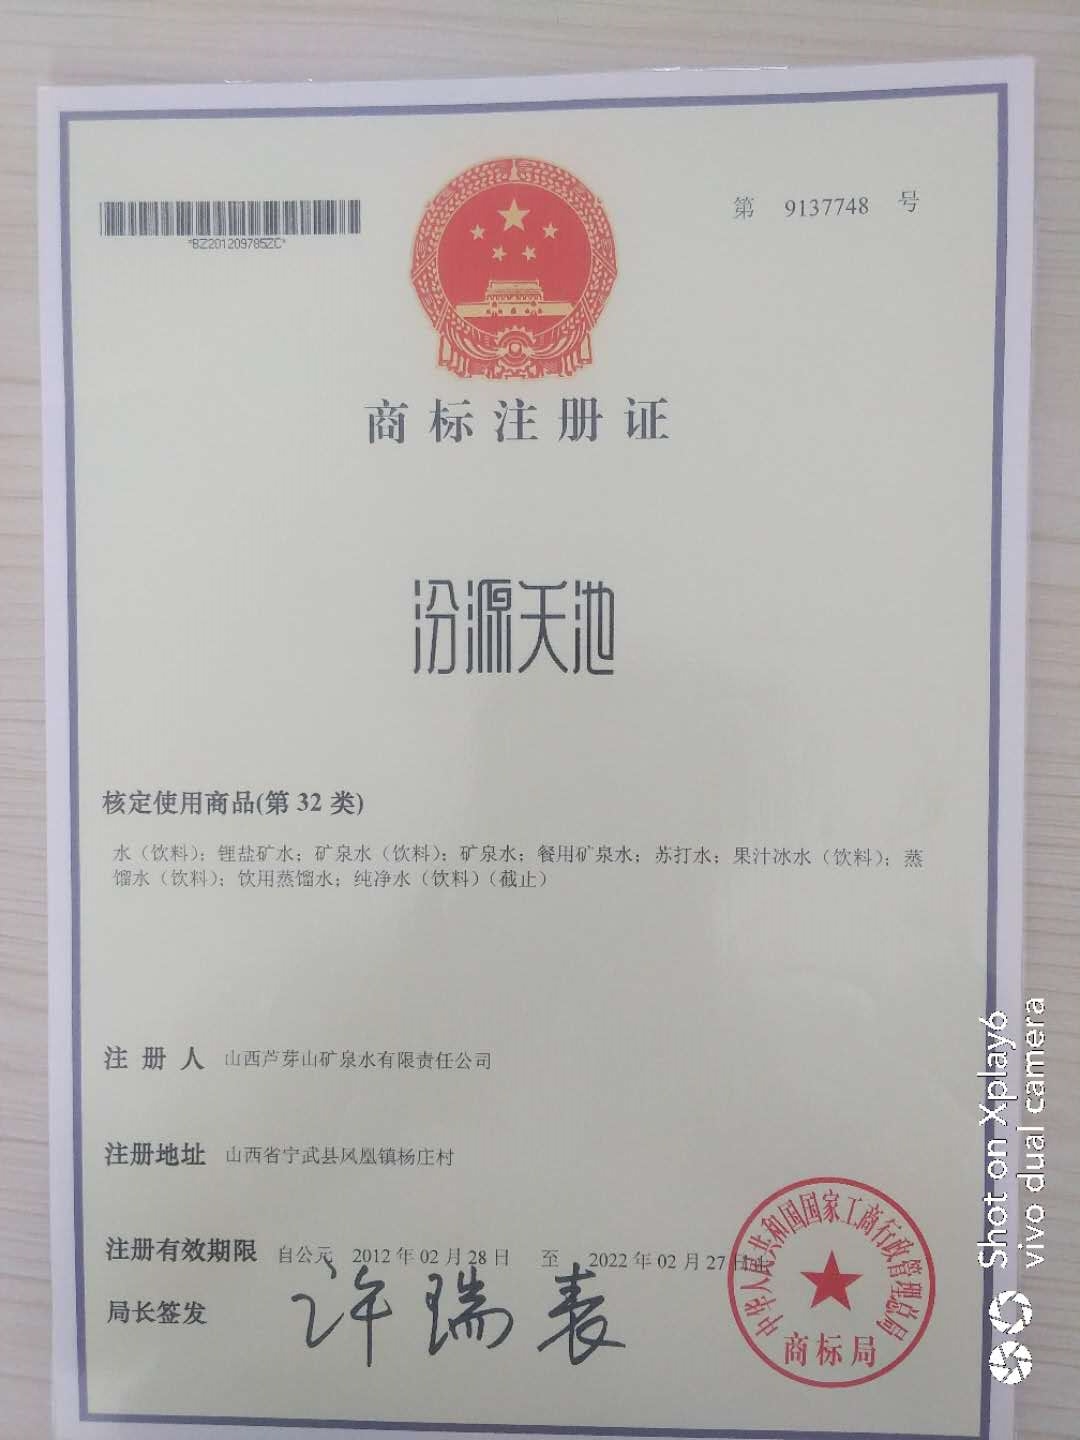 第 9137748 号
*BZ201209785ZC*
商标注册证
汾源天池
核定使用商品(第 32 类)
水（饮料）；锂盐矿水；矿泉水（饮料）；矿泉水；餐用矿泉水；苏打水；果汁冰水（饮料）；蒸
馏水（饮料）；饮用蒸馏水；纯净水（饮料）（截止）
注 册 人 山西芦芽山矿泉水有限责任公司
注册地址 山西省宁武县凤凰镇杨庄村
注册有效期限 自公元 2012 年 02 月 28 日 至 2022 年 02 月 27 日止
局长签发 许瑞表
中华人民共和国国家工商行政管理总局
商标局
Shot on Xplay6
vivo dual camera